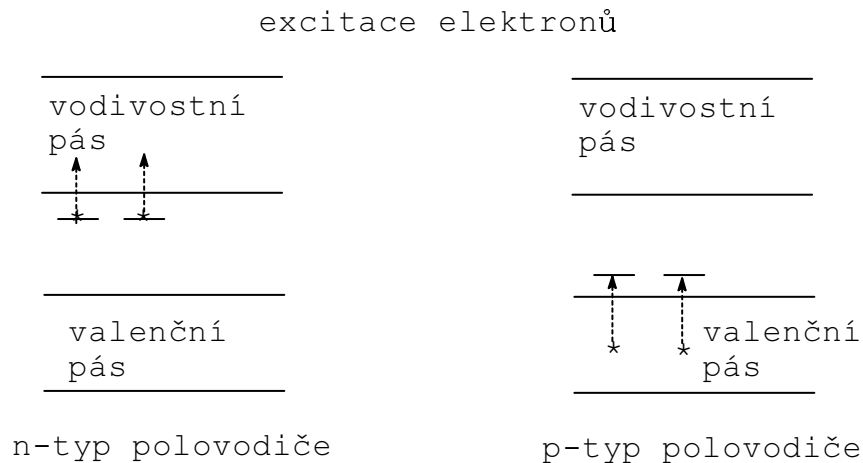 excitace elektronů
vodivostní
pás
valenční
pás
n-typ polovodiče
vodivostní
pás
valenční
pás
p-typ polovodiče